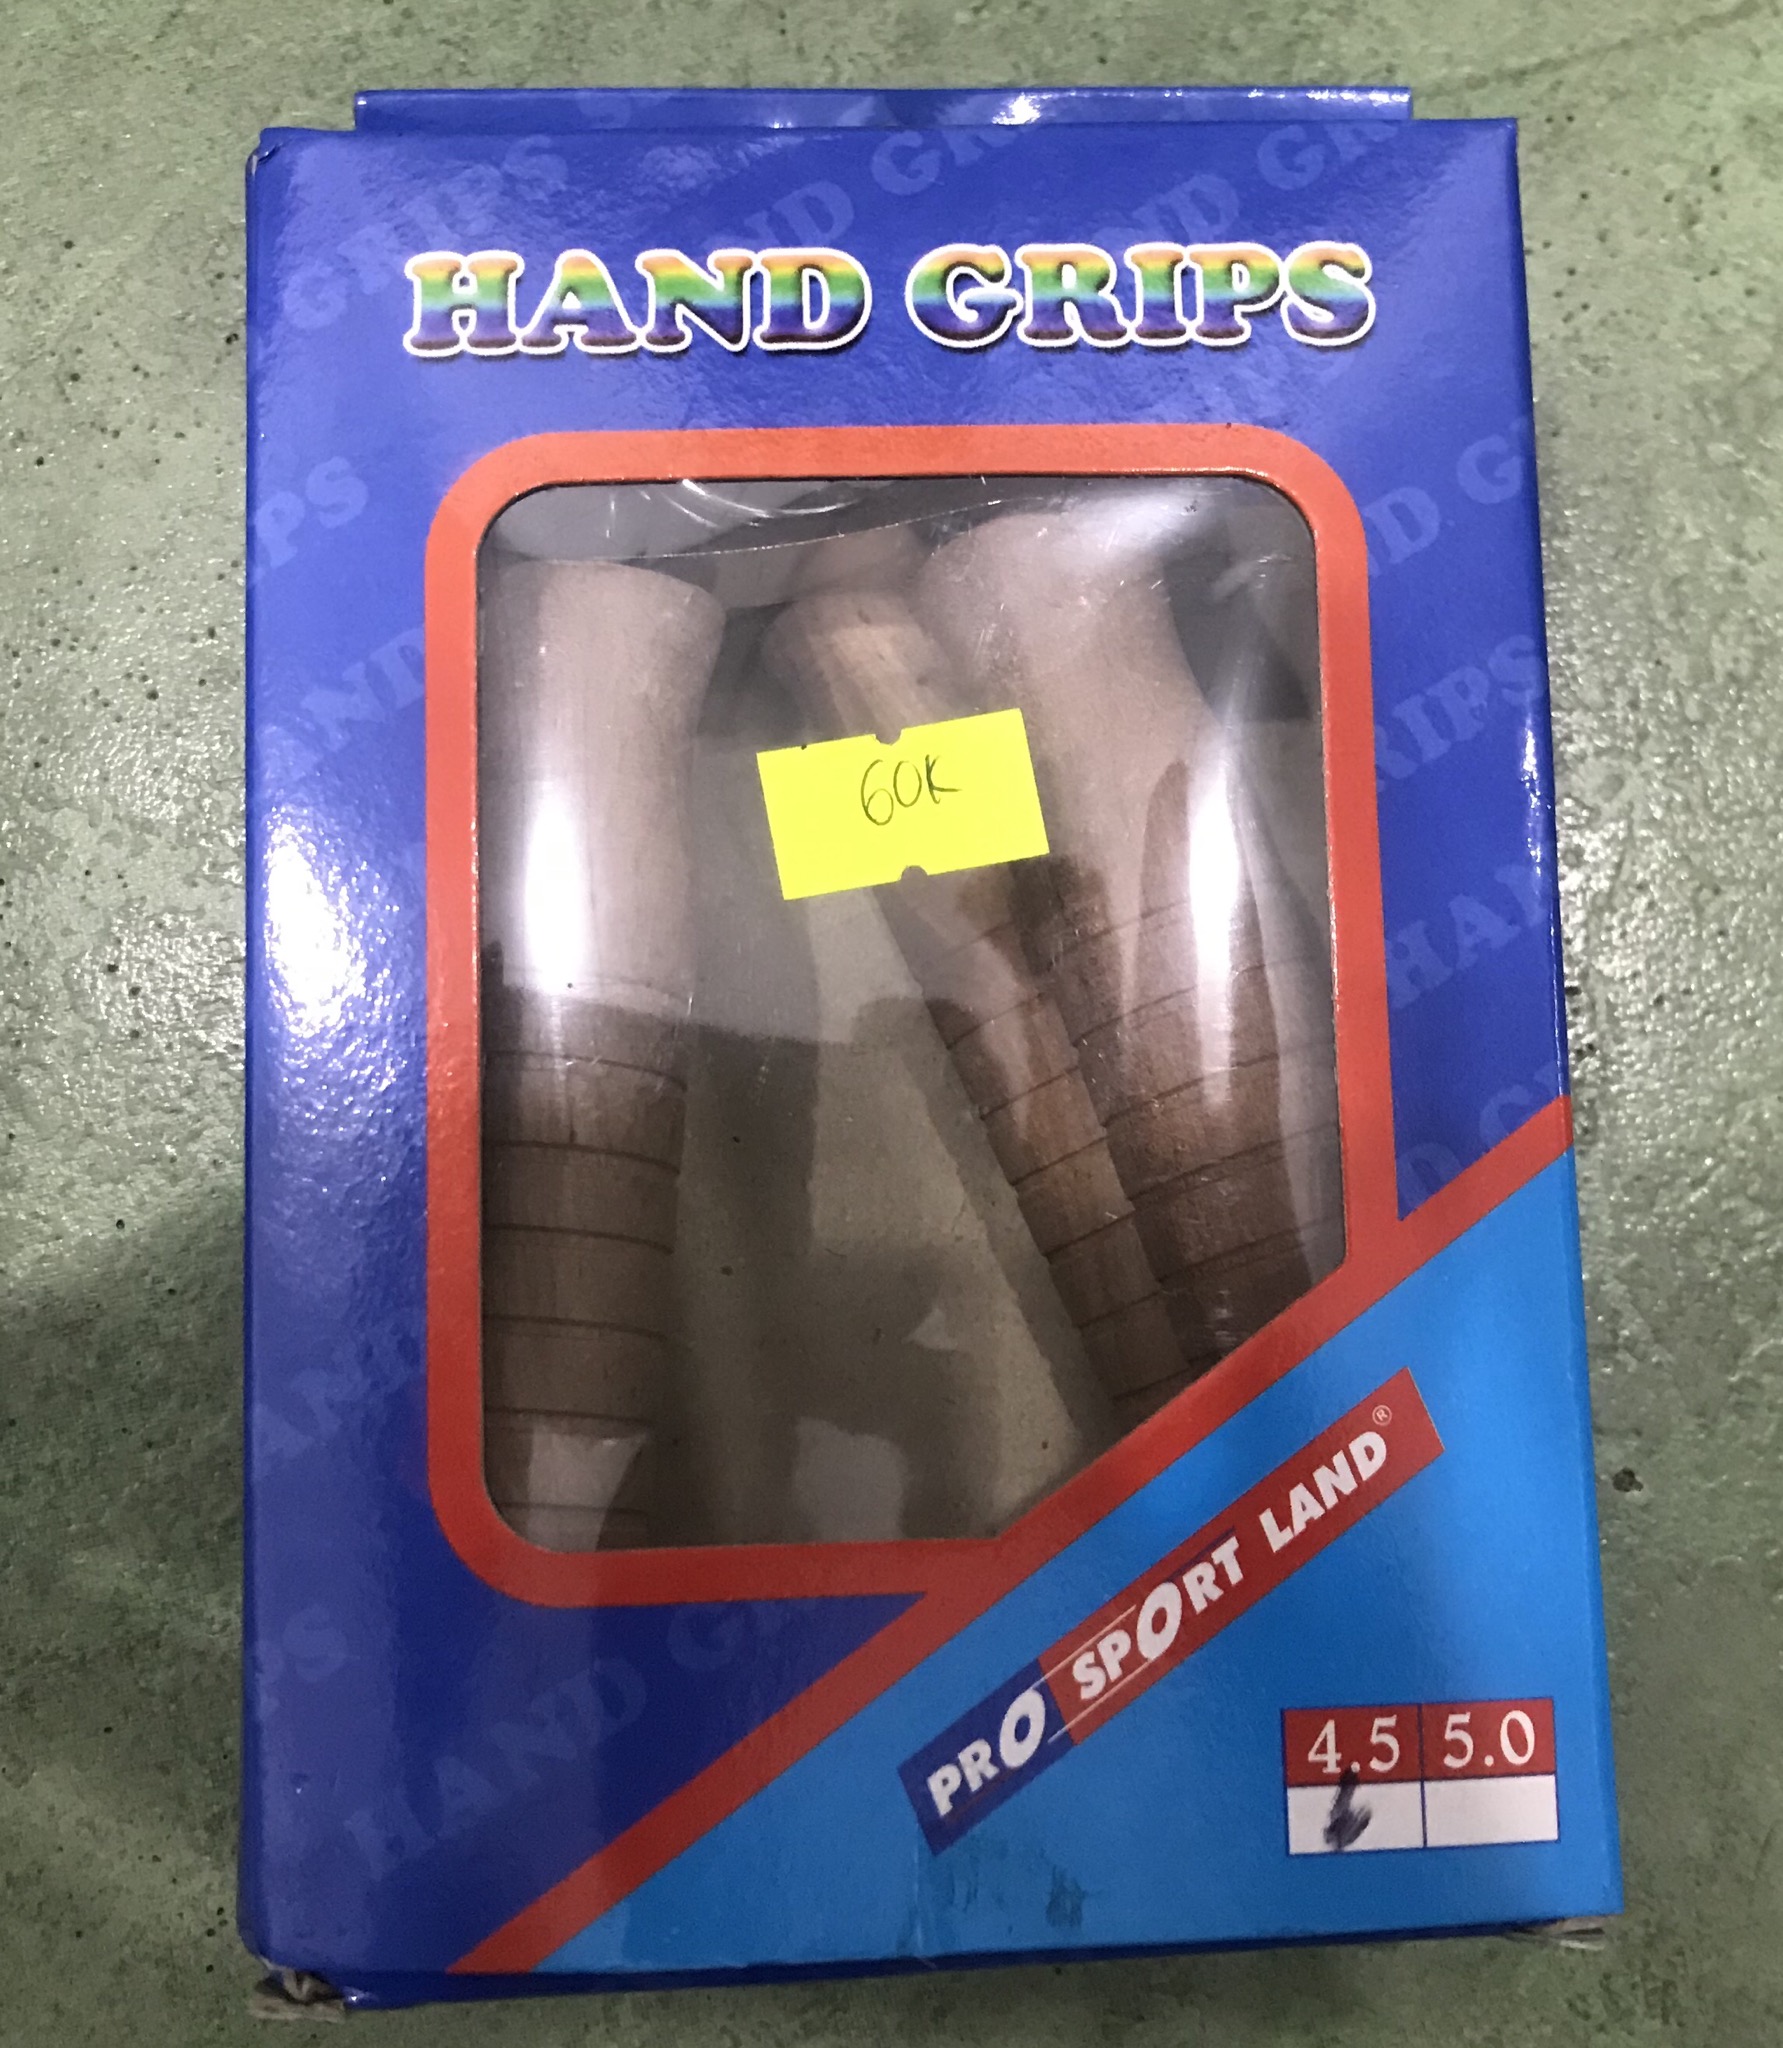 HAND GRIPS
60K
PRO SPORT LAND®
4.5 5.0